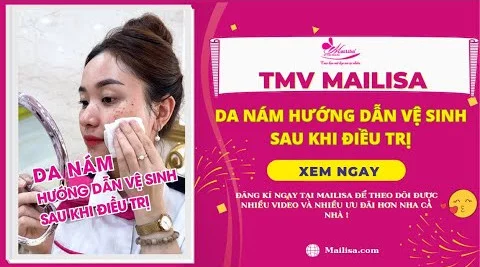 DA NÁM
HƯỚNG DẪN VỆ SINH
SAU KHI ĐIỀU TRỊ
Mailisa
TMV MAILISA
DA NÁM HƯỚNG DẪN VỆ SINH
SAU KHI ĐIỀU TRỊ
XEM NGAY
ĐĂNG KÍ NGAY TẠI MAILISA ĐỂ THEO DÕI ĐƯỢC
NHIỀU VIDEO VÀ NHIỀU ƯU ĐÃI HƠN NHA CẢ
NHÀ !
Mailisa.com